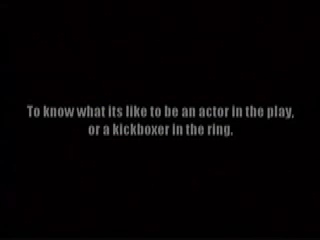 To know what its like to be an actor in the play,
or a kickboxer in the ring.